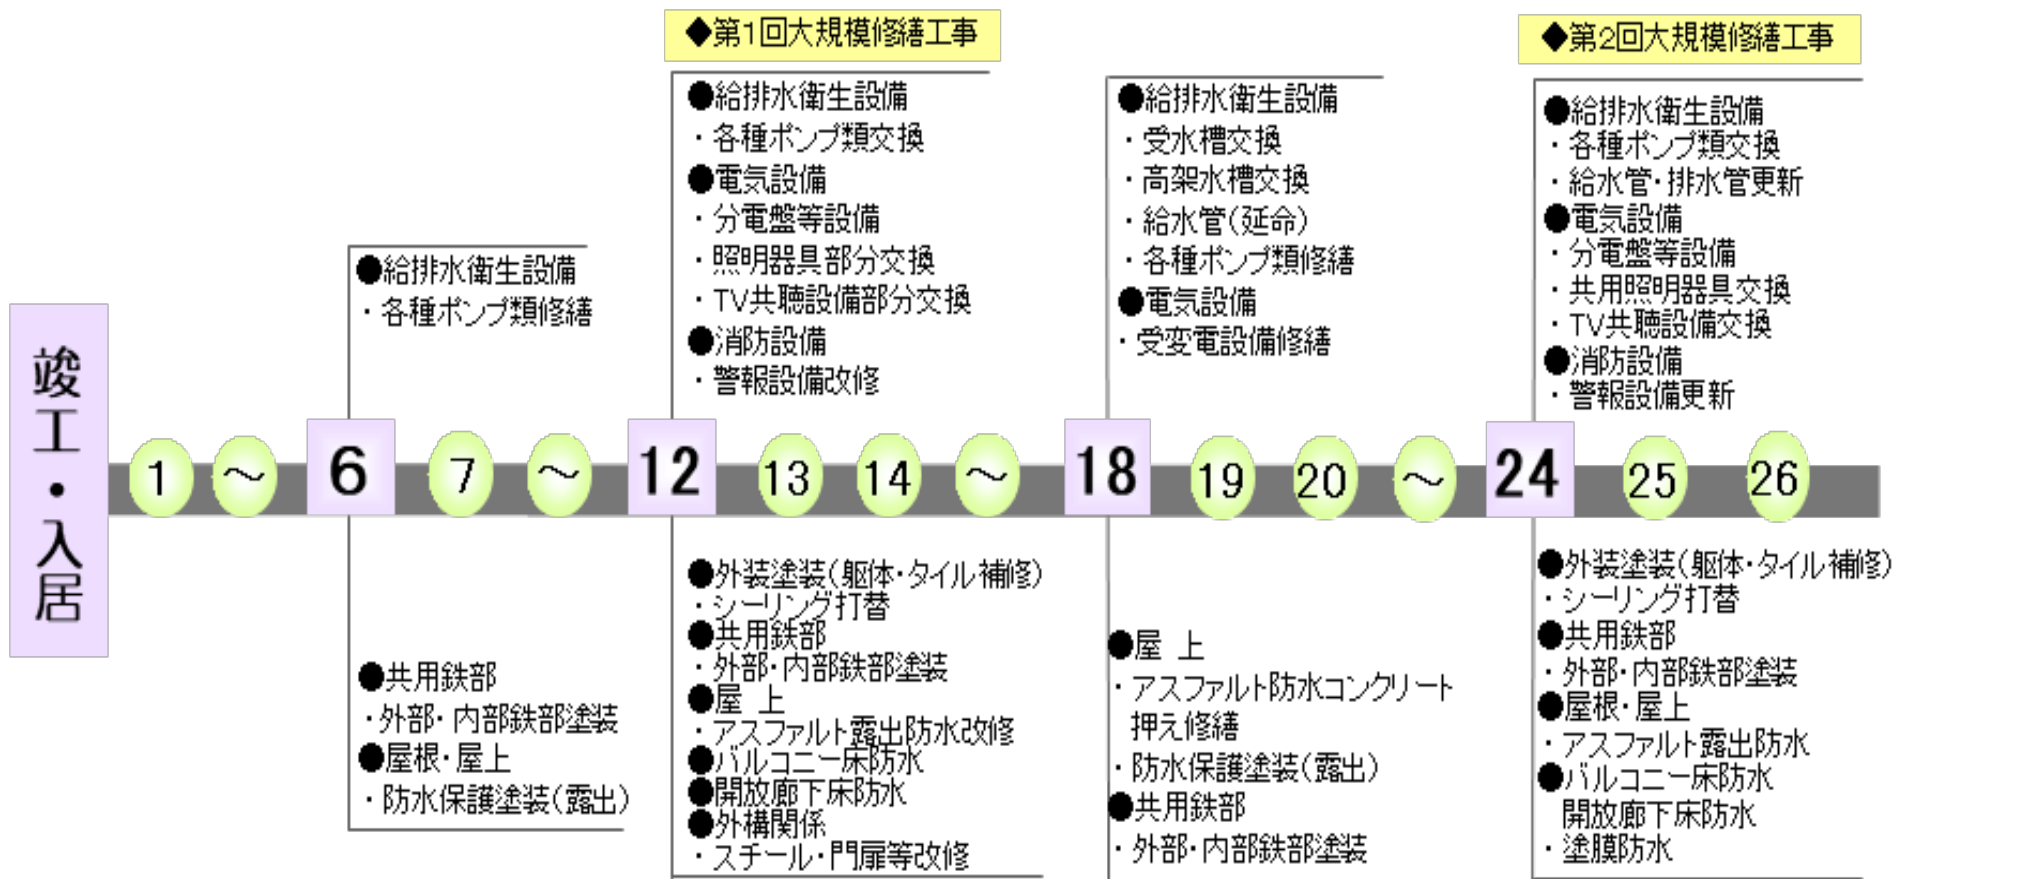 ◆第1回大規模修繕工事
◆第2回大規模修繕工事
竣工・入居
●給排水衛生設備
・各種ポンプ類修繕
●給排水衛生設備
・各種ポンプ類交換
●電気設備
・分電盤等設備
・照明器具部分交換
・TV共聴設備部分交換
●消防設備
・警報設備改修
●給排水衛生設備
・受水槽交換
・高架水槽交換
・給水管(延命)
・各種ポンプ類修繕
●電気設備
・受変電設備修繕
●給排水衛生設備
・各種ポンプ類交換
・給水管・排水管更新
●電気設備
・分電盤等設備
・共用照明器具交換
・TV共聴設備交換
●消防設備
・警報設備更新
1 ～ 6 7 ～ 12 13 14 ～ 18 19 20 ～ 24 25 26
●共用鉄部
・外部・内部鉄部塗装
●屋根・屋上
・防水保護塗装(露出)
●外装塗装(躯体・タイル補修)
・シーリング打替
●共用鉄部
・外部・内部鉄部塗装
●屋 上
・アスファルト露出防水改修
●バルコニー床防水
●開放廊下床防水
●外構関係
・スチール・門扉等改修
●屋 上
・アスファルト防水コンクリート
押え修繕
・防水保護塗装(露出)
●共用鉄部
・外部・内部鉄部塗装
●外装塗装(躯体・タイル補修)
・シーリング打替
●共用鉄部
・外部・内部鉄部塗装
●屋根・屋上
・アスファルト露出防水
●バルコニー床防水
開放廊下床防水
・塗膜防水